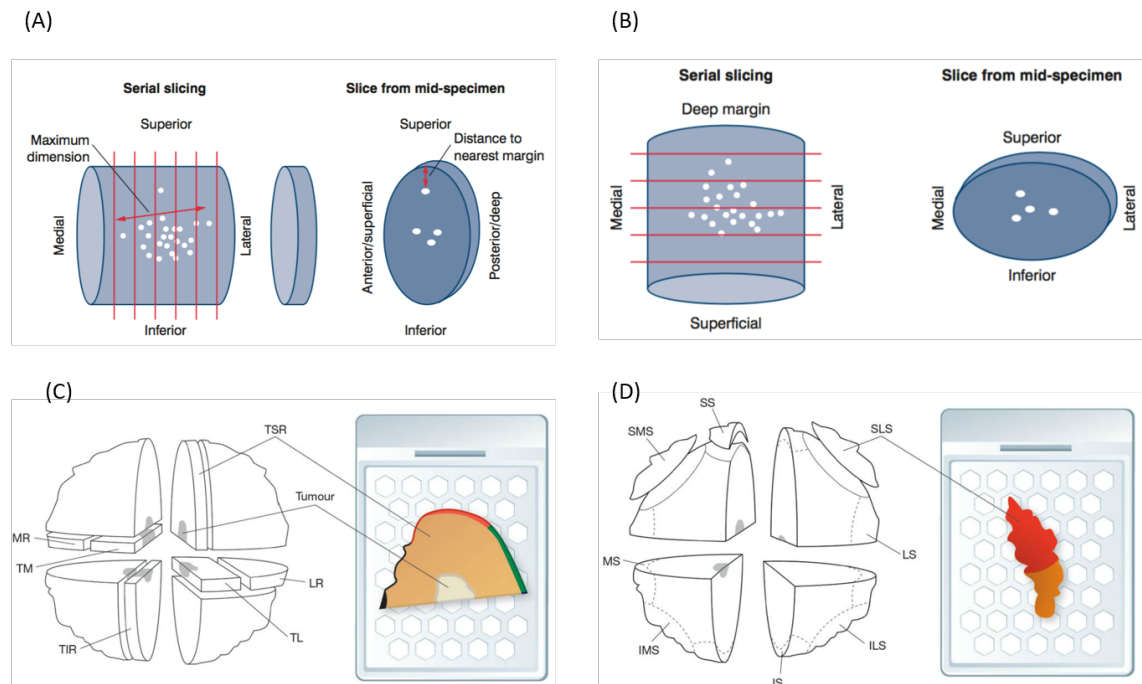 (A)
Serial slicing
Slice from mid-specimen
Superior
Maximum
dimension
Medial
Lateral
Inferior
Superior
Distance to
nearest margin
Anterior/superficial
Posterior/deep
Inferior
(B)
Serial slicing
Slice from mid-specimen
Deep margin
Medial
Lateral
Superficial
Superior
Medial
Lateral
Inferior
(C)
TSR
Tumour
MR
TM
LR
TL
TIR
(D)
SS
SMS
SLS
MS
LS
IMS
ILS
IS